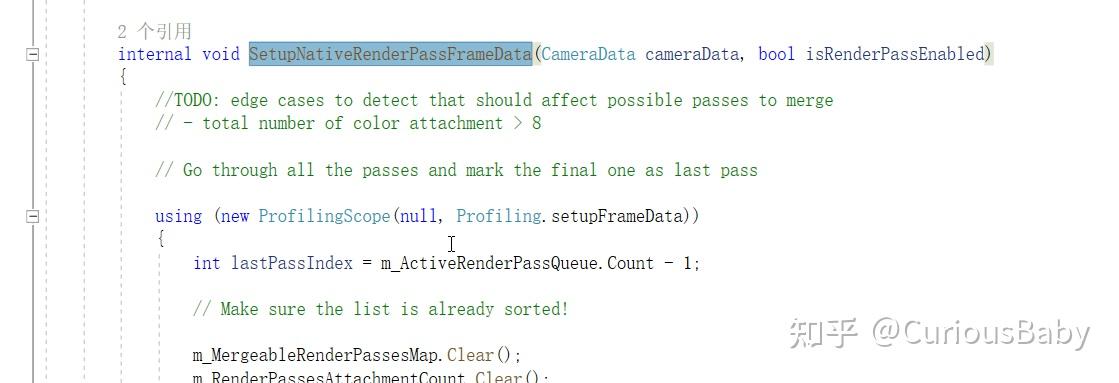 2 个引用
internal void SetupNativeRenderPassFrameData(CameraData cameraData, bool isRenderPassEnabled)
{
//TODO: edge cases to detect that should affect possible passes to merge
// - total number of color attachment > 8
// Go through all the passes and mark the final one as last pass
using (new ProfilingScope(null, Profiling.setupFrameData))
{
int lastPassIndex = m_ActiveRenderPassQueue.Count - 1;
// Make sure the list is already sorted!
m_MergeableRenderPassesMap.Clear();
m_RenderPassesAttachmentCount.Clear();
知乎 @CuriousBaby